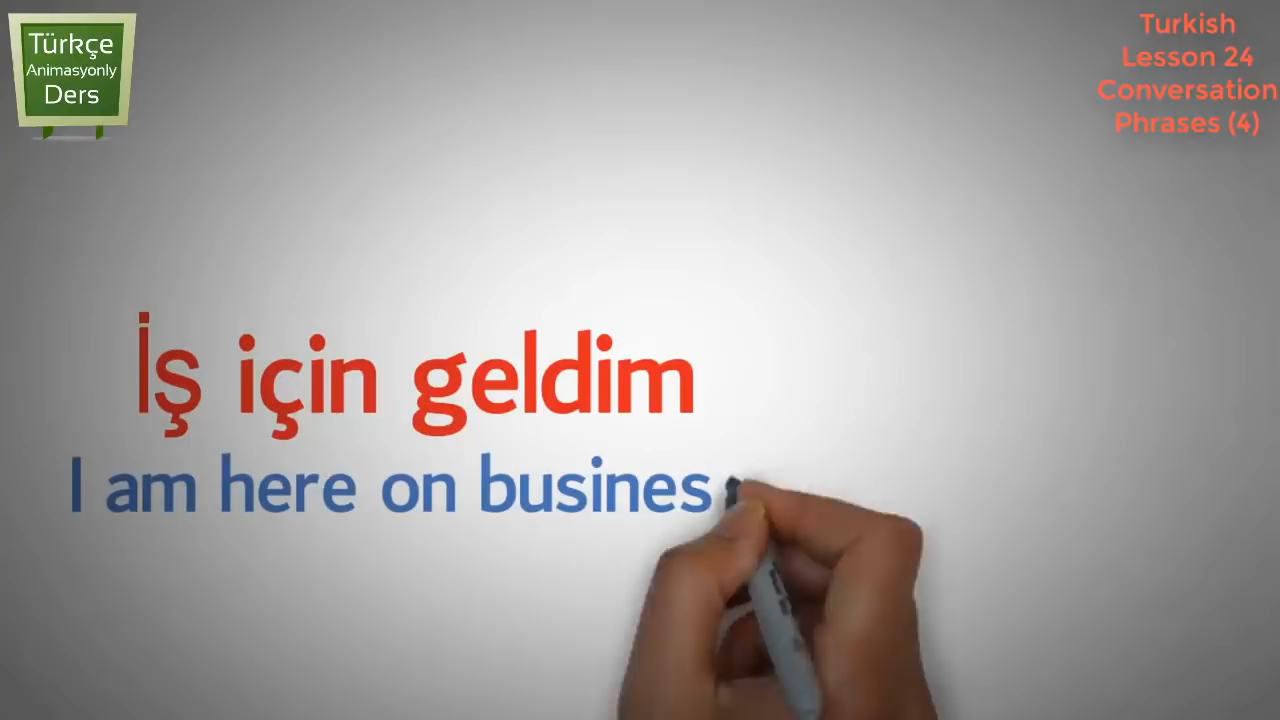 Türkçe
Animasyonly
Ders
Turkish
Lesson 24
Conversation
Phrases (4)
İş için geldim
I am here on busines